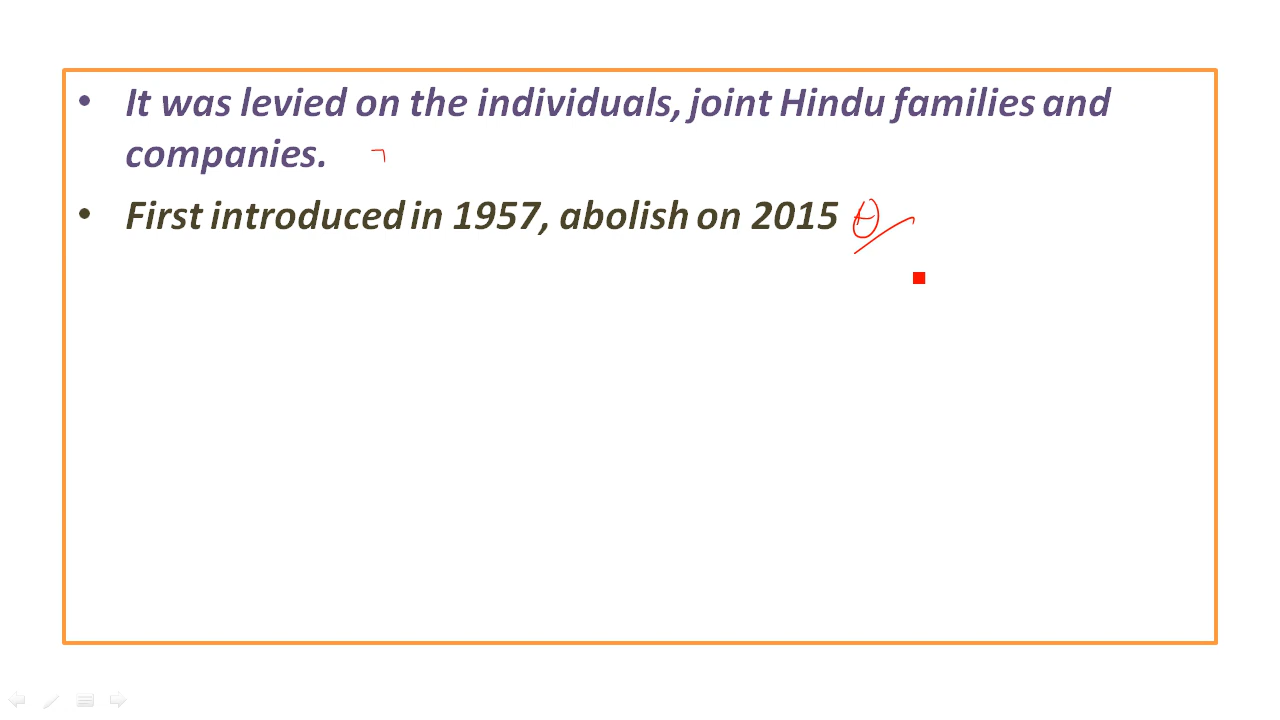 • It was levied on the individuals, joint Hindu families and
companies.
• First introduced in 1957, abolish on 2015